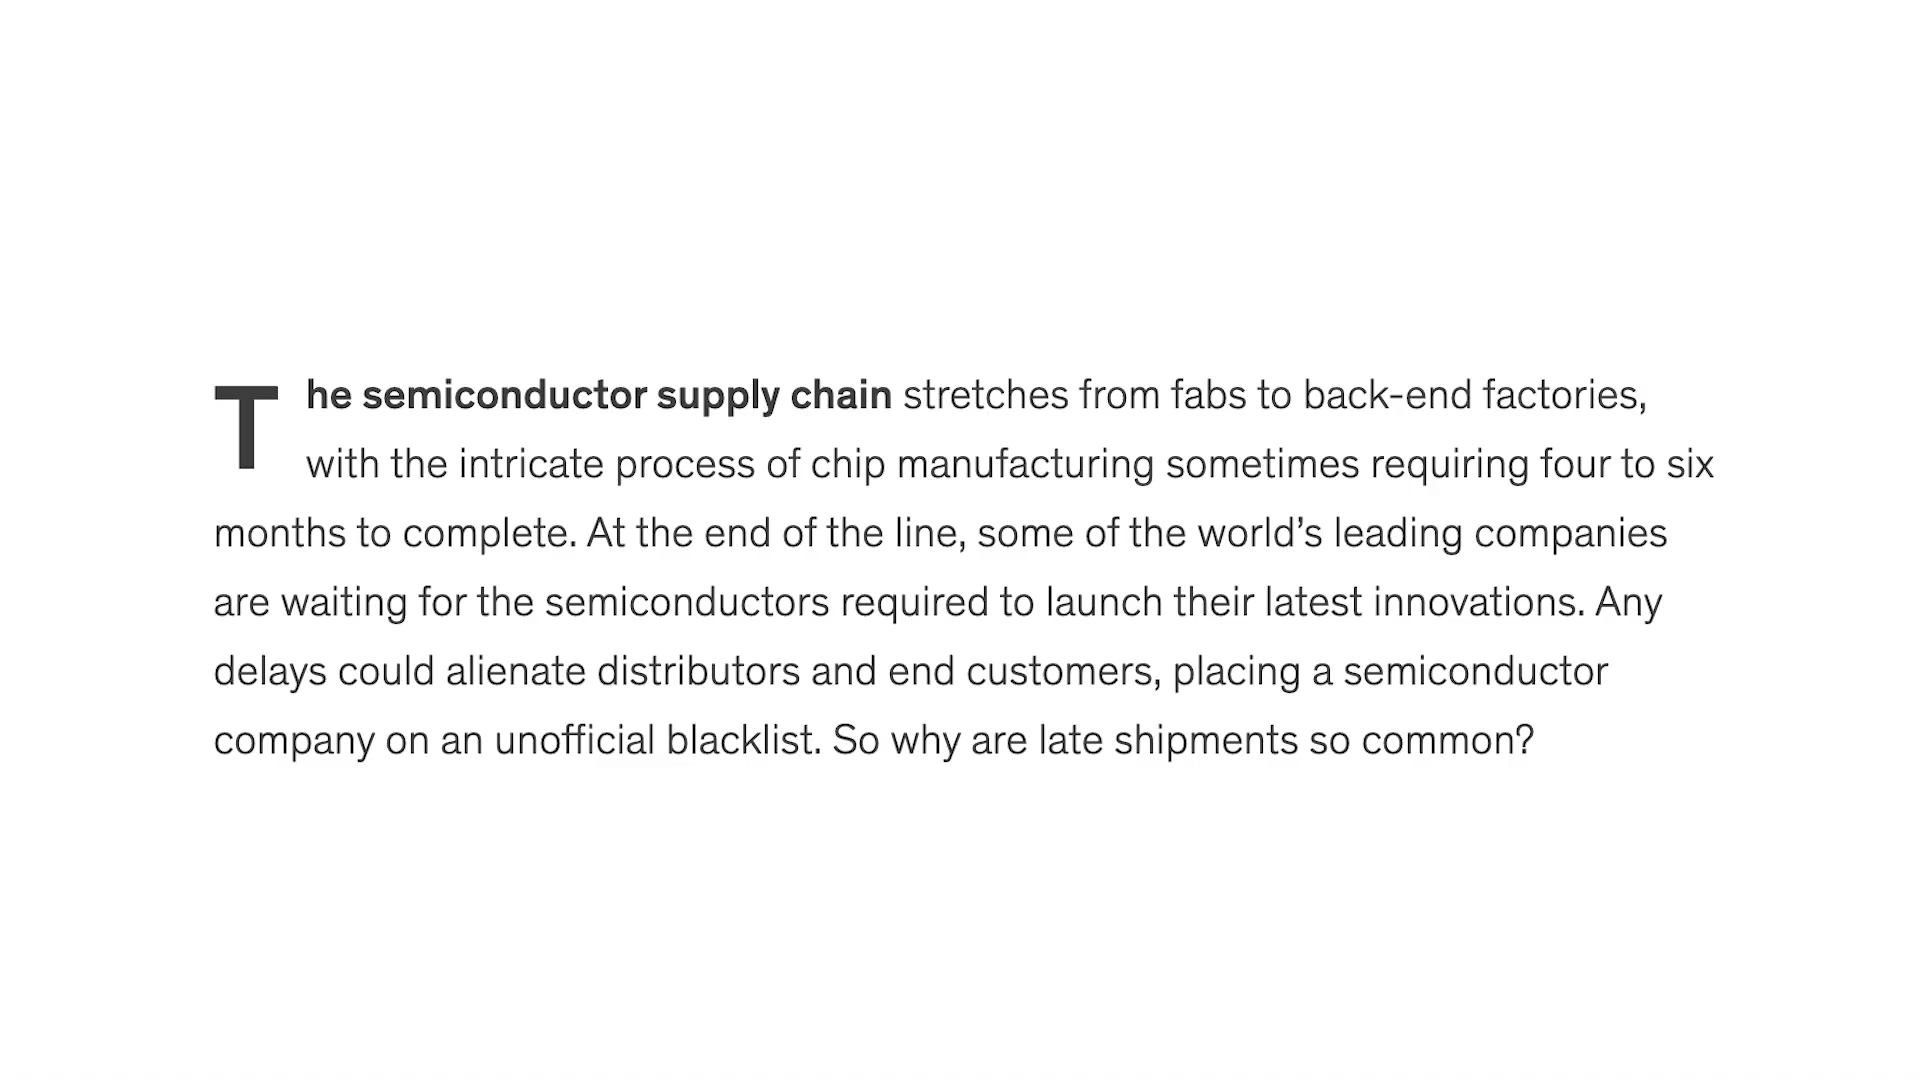 The semiconductor supply chain stretches from fabs to back-end factories,
with the intricate process of chip manufacturing sometimes requiring four to six
months to complete. At the end of the line, some of the world’s leading companies
are waiting for the semiconductors required to launch their latest innovations. Any
delays could alienate distributors and end customers, placing a semiconductor
company on an unofficial blacklist. So why are late shipments so common?